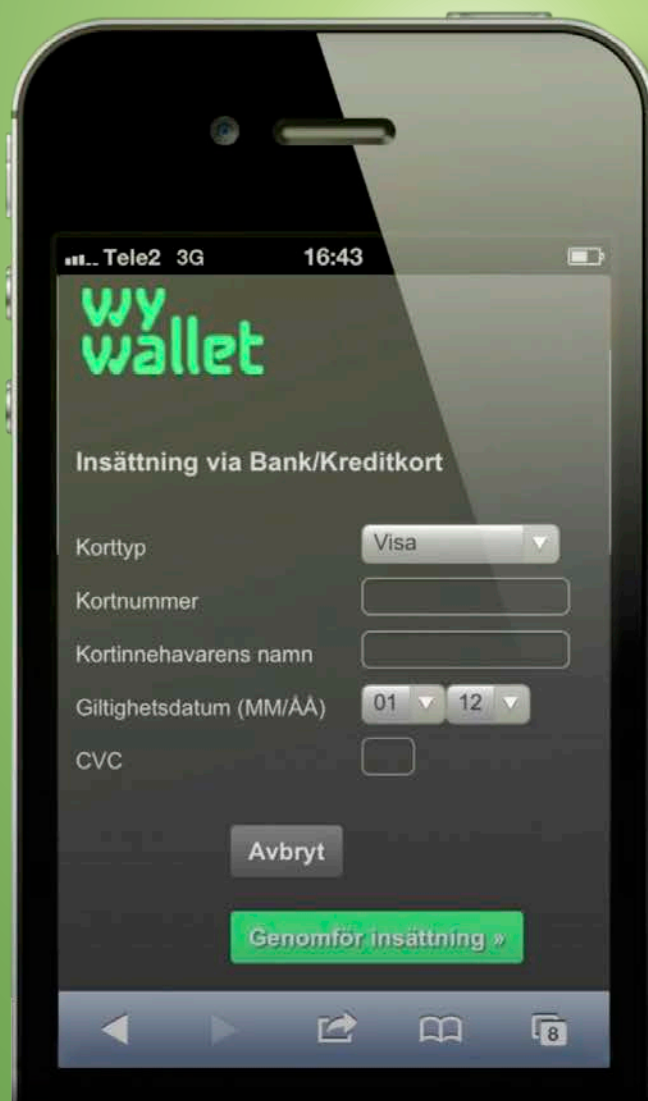 Tele2 3G 16:43
wy
wallet
Insättning via Bank/Kreditkort
Korttyp Visa
Kortnummer
Kortinnehavarens namn
Giltighetsdatum (MM/ÅÅ) 01 12
CVC
Avbryt
Genomför insättning »
8